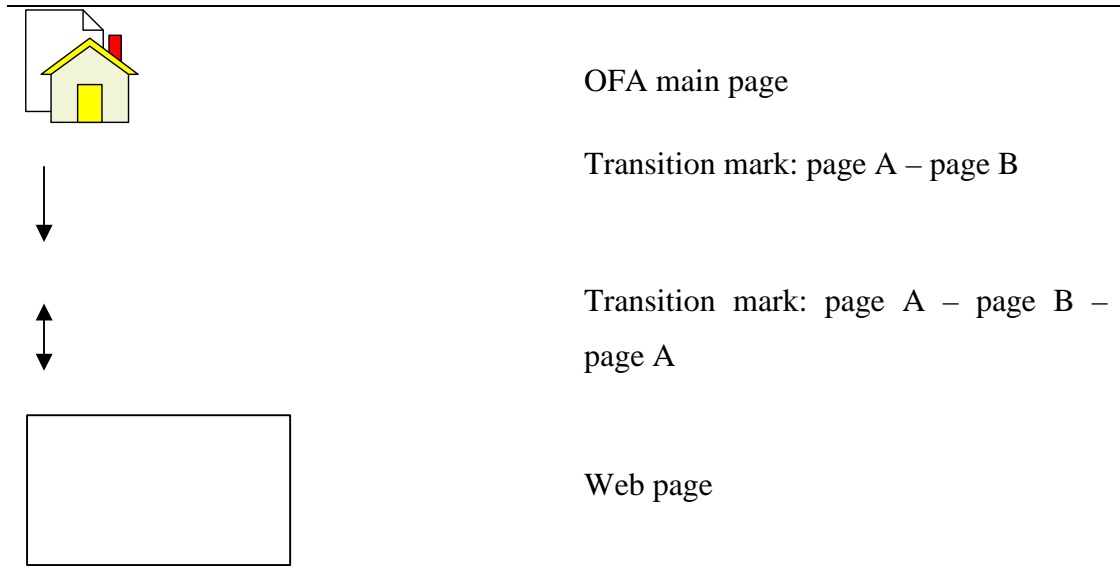 OFA main page
Transition mark: page A – page B
Transition mark: page A – page B –
page A
Web page